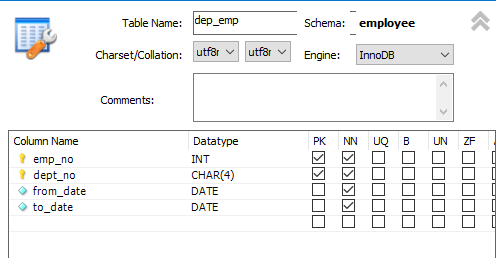 Table Name: dep_emp Schema: employee
Charset/Collation: utf8r utf8r Engine: InnoDB
Comments:
Column Name Datatype PK NN UQ B UN ZF
emp_no INT
dept_no CHAR(4)
from_date DATE
to_date DATE